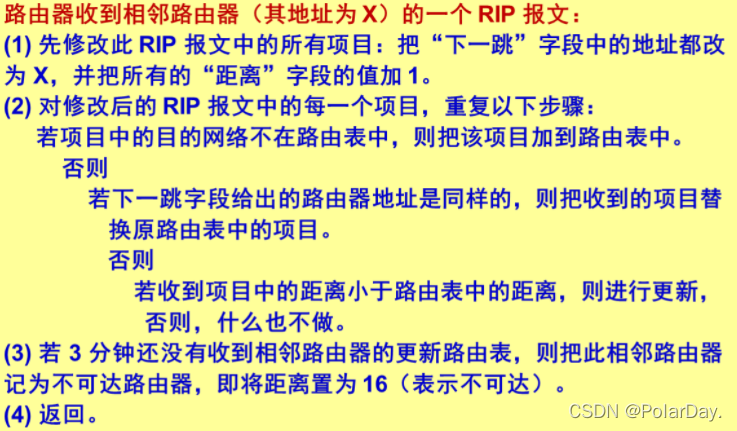 路由器收到相邻路由器（其地址为 X）的一个 RIP 报文：
(1) 先修改此 RIP 报文中的所有项目：把“下一跳”字段中的地址都改
为 X，并把所有的“距离”字段的值加 1。
(2) 对修改后的 RIP 报文中的每一个项目，重复以下步骤：
若项目中的目的网络不在路由表中，则把该项目加到路由表中。
否则
若下一跳字段给出的路由器地址是同样的，则把收到的项目替
换原路由表中的项目。
否则
若收到项目中的距离小于路由表中的距离，则进行更新，
否则，什么也不做。
(3) 若 3 分钟还没有收到相邻路由器的更新路由表，则把此相邻路由器
记为不可达路由器，即将距离置为 16（表示不可达）。
(4) 返回。
CSDN @PolarDay.